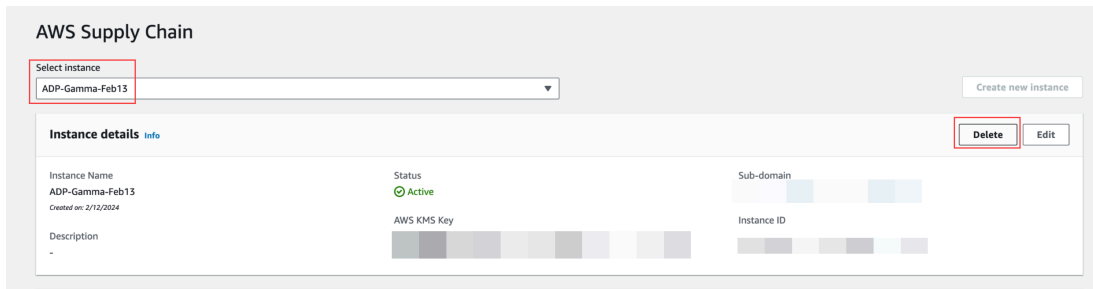 AWS Supply Chain
Select instance
ADP-Gamma-Feb13
Create new instance
Instance details Info
Delete Edit
Instance Name
ADP-Gamma-Feb13
Created on: 2/12/2024
Description
-
Status
Active
AWS KMS Key
Sub-domain
Instance ID